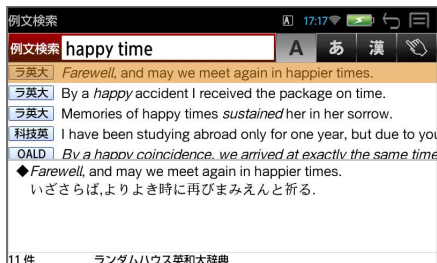 例文検索 A 17:17
例文検索 happy time A あ 漢
ラ英大 Farewell, and may we meet again in happier times.
ラ英大 By a happy accident I received the package on time.
ラ英大 Memories of happy times sustained her in her sorrow.
科技英 I have been studying abroad only for one year, but due to you
OALD By a happy coincidence, we arrived at exactly the same time
◆Farewell, and may we meet again in happier times.
いざさらば,よりよき時に再びまみえんと祈る.
11 件 ランダムハウス英和大辞典